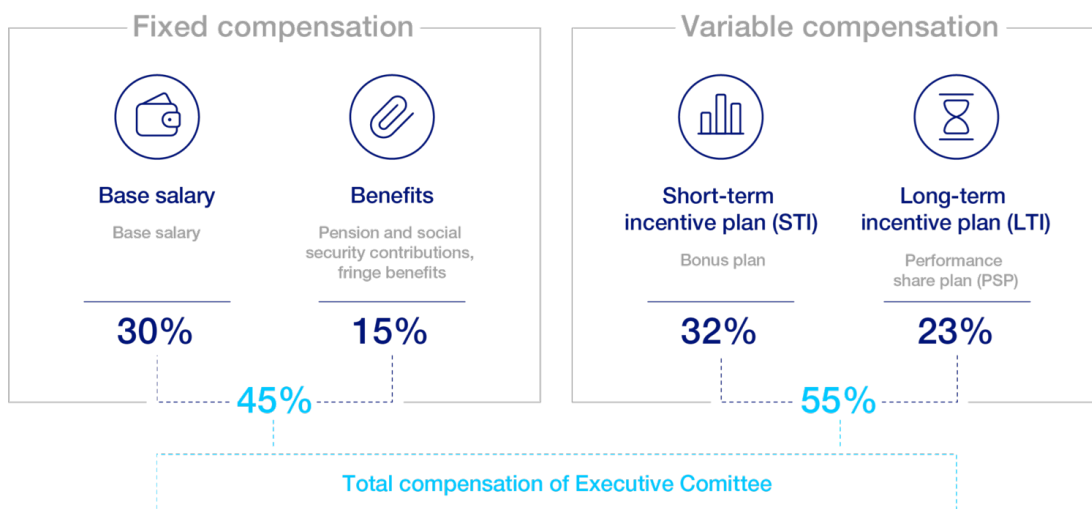 Fixed compensation
Base salary
Base salary
30%
Benefits
Pension and social
security contributions,
fringe benefits
15%
45%
Variable compensation
Short-term
incentive plan (STI)
Bonus plan
32%
Long-term
incentive plan (LTI)
Performance
share plan (PSP)
23%
55%
Total compensation of Executive Comittee